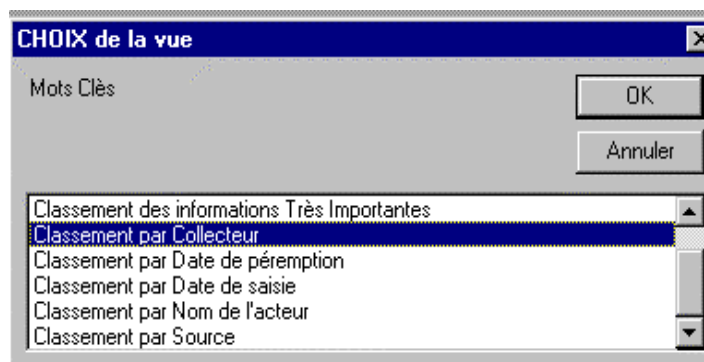 CHOIX de la vue
Mots Clès
OK
Annuler
Classement des informations Très Importantes
Classement par Collecteur
Classement par Date de péremption
Classement par Date de saisie
Classement par Nom de l'acteur
Classement par Source